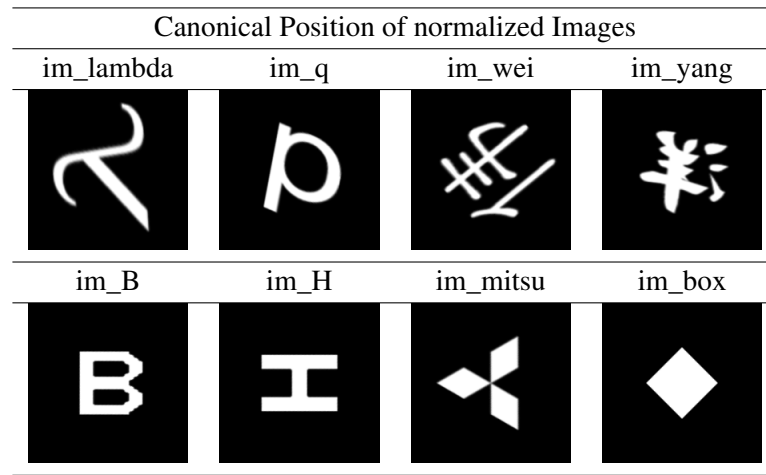 Canonical Position of normalized Images
im_lambda im_q im_wei im_yang
im_B im_H im_mitsu im_box
B